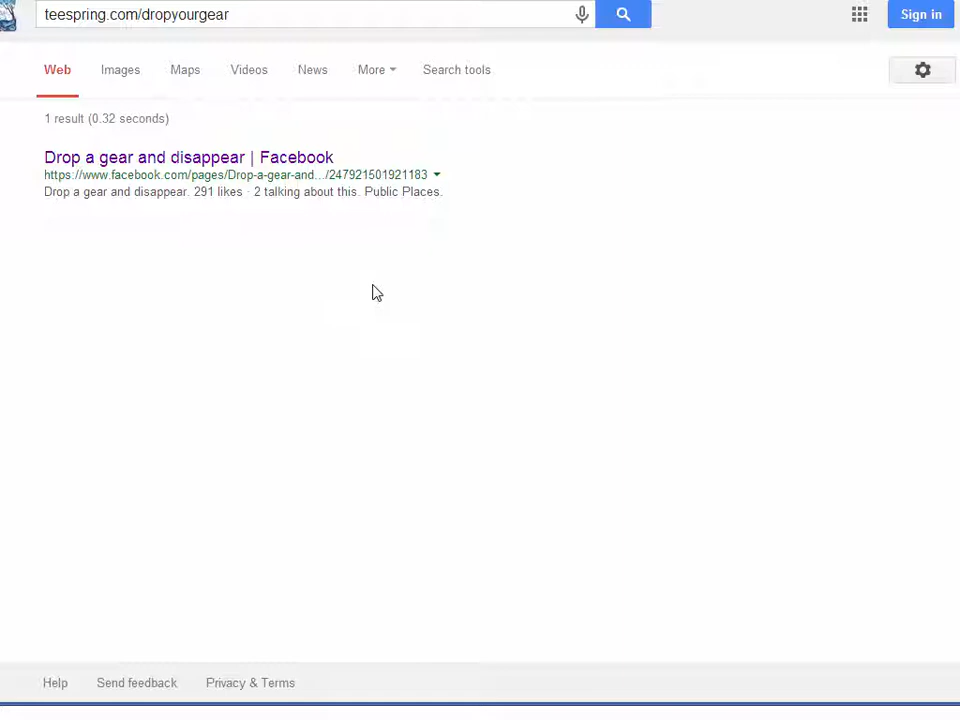 teespring.com/dropyourgear
Sign in
Web Images Maps Videos News More Search tools
1 result (0.32 seconds)
Drop a gear and disappear | Facebook
https://www.facebook.com/pages/Drop-a-gear-and.../247921501921183
Drop a gear and disappear. 291 likes · 2 talking about this. Public Places.
Help Send feedback Privacy & Terms